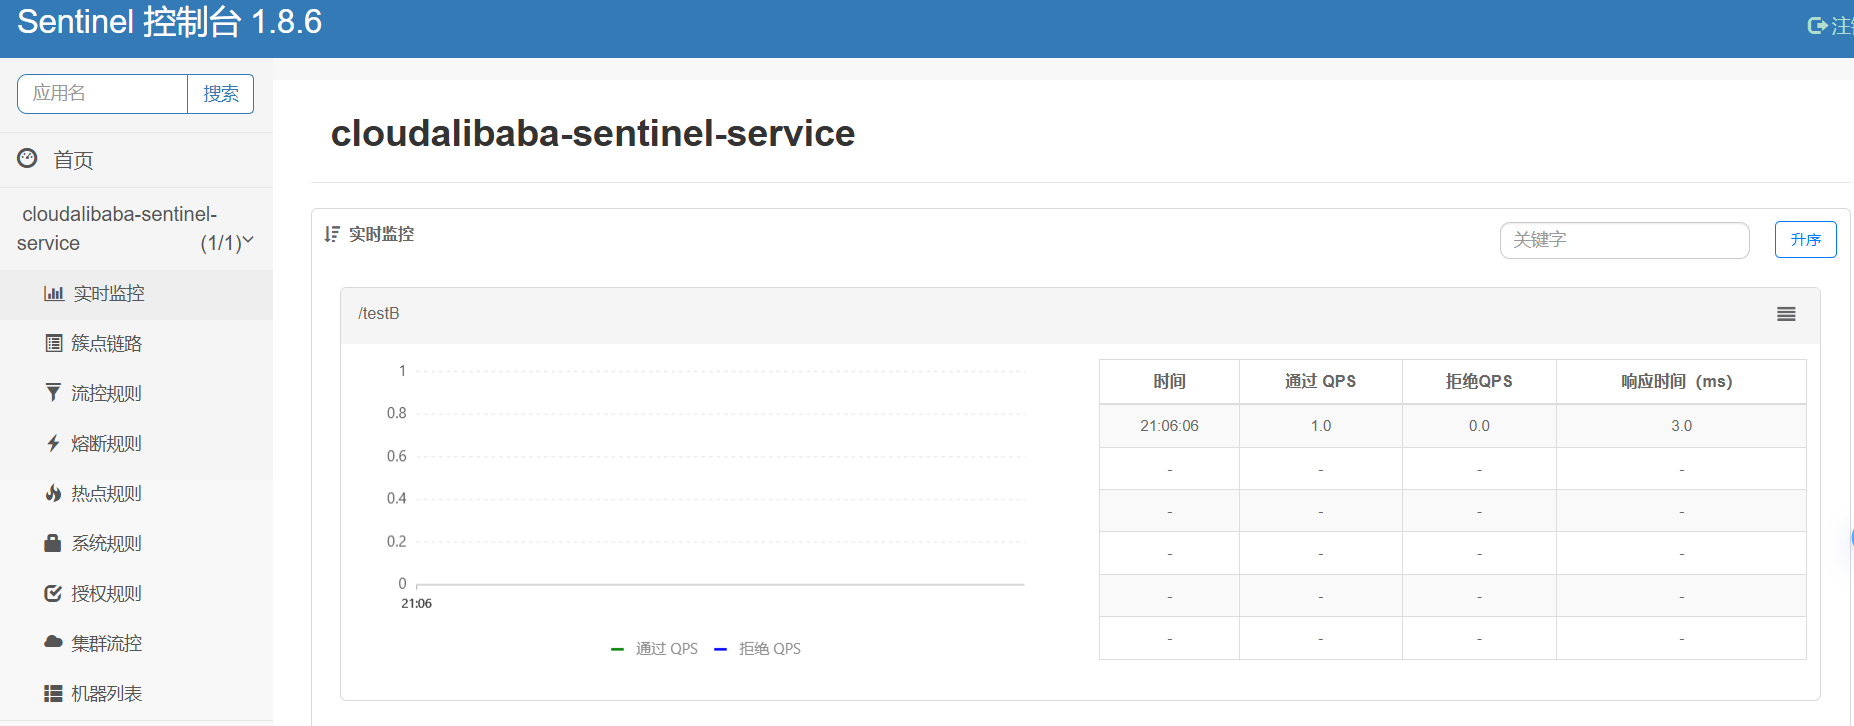 Sentinel 控制台 1.8.6
应用名 搜索
首页
cloudalibaba-sentinel-
service (1/1)
实时监控
簇点链路
流控规则
熔断规则
热点规则
系统规则
授权规则
集群流控
机器列表
cloudalibaba-sentinel-service
实时监控 关键字 升序
/testB
1
0.8
0.6
0.4
0.2
0
21:06
通过 QPS 拒绝 QPS
时间 通过 QPS 拒绝QPS 响应时间（ms）
21:06:06 1.0 0.0 3.0
- - - -
- - - -
- - - -
- - - -
- - - -